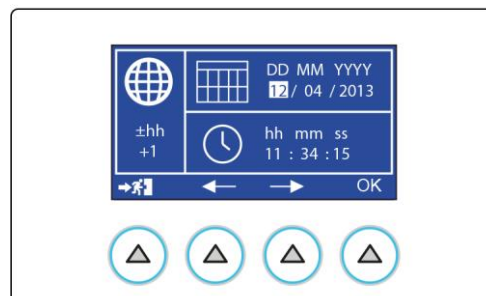 DD MM YYYY
12 / 04 / 2013
±hh
+1
hh mm ss
11 : 34 : 15
OK